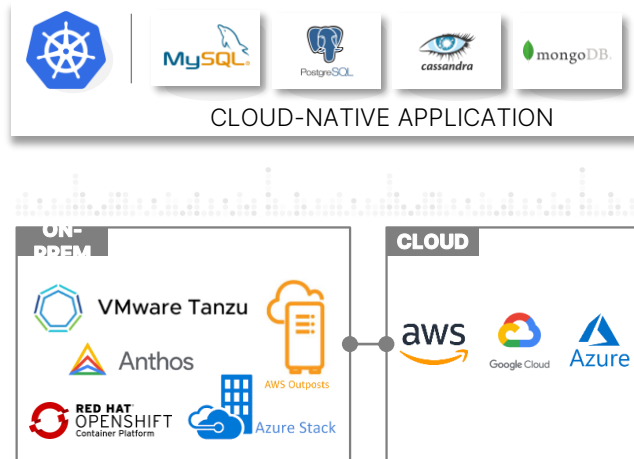 MySQL®
PostgreSQL
cassandra
mongoDB.
CLOUD-NATIVE APPLICATION
ON-
PREM
CLOUD
VMware Tanzu
AWS Outposts
Anthos
RED HAT®
OPENSHIFT
Container Platform
Azure Stack
aws
Google Cloud
Azure